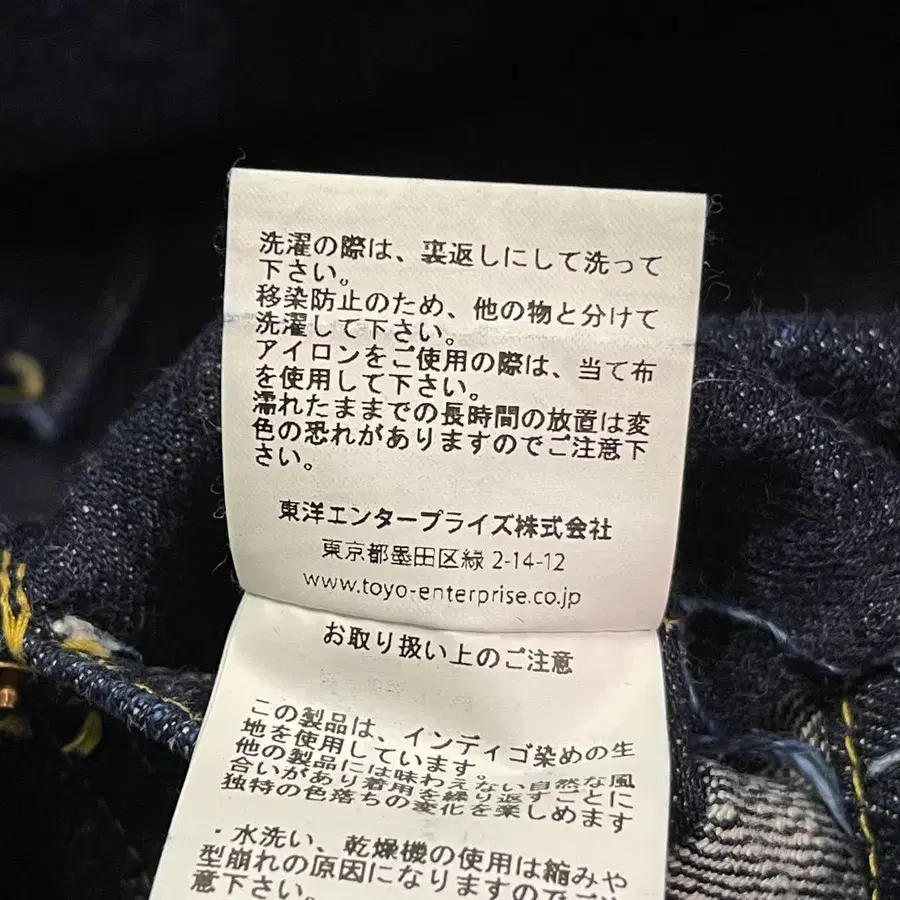 洗濯の際は、裏返しにして洗って
下さい。
移染防止のため、他の物と分けて
洗濯して下さい。
アイロンをご使用の際は、当て布
を使用して下さい。
濡れたままでの長時間の放置は変
色の恐れがありますのでご注意下
さい。
東洋エンタープライズ株式会社
東京都墨田区緑 2-14-12
www.toyo-enterprise.co.jp
お取り扱い上のご注意
この製品は、インディゴ染めの生
地を使用しています。
他の製品には味わえない自然な風
合いがあり着用を繰り返すごとに
独特の色落ちの変化を楽しめます
・水洗い、乾燥機の使用は縮みや
型崩れの原因になりますのでご
意下さい。